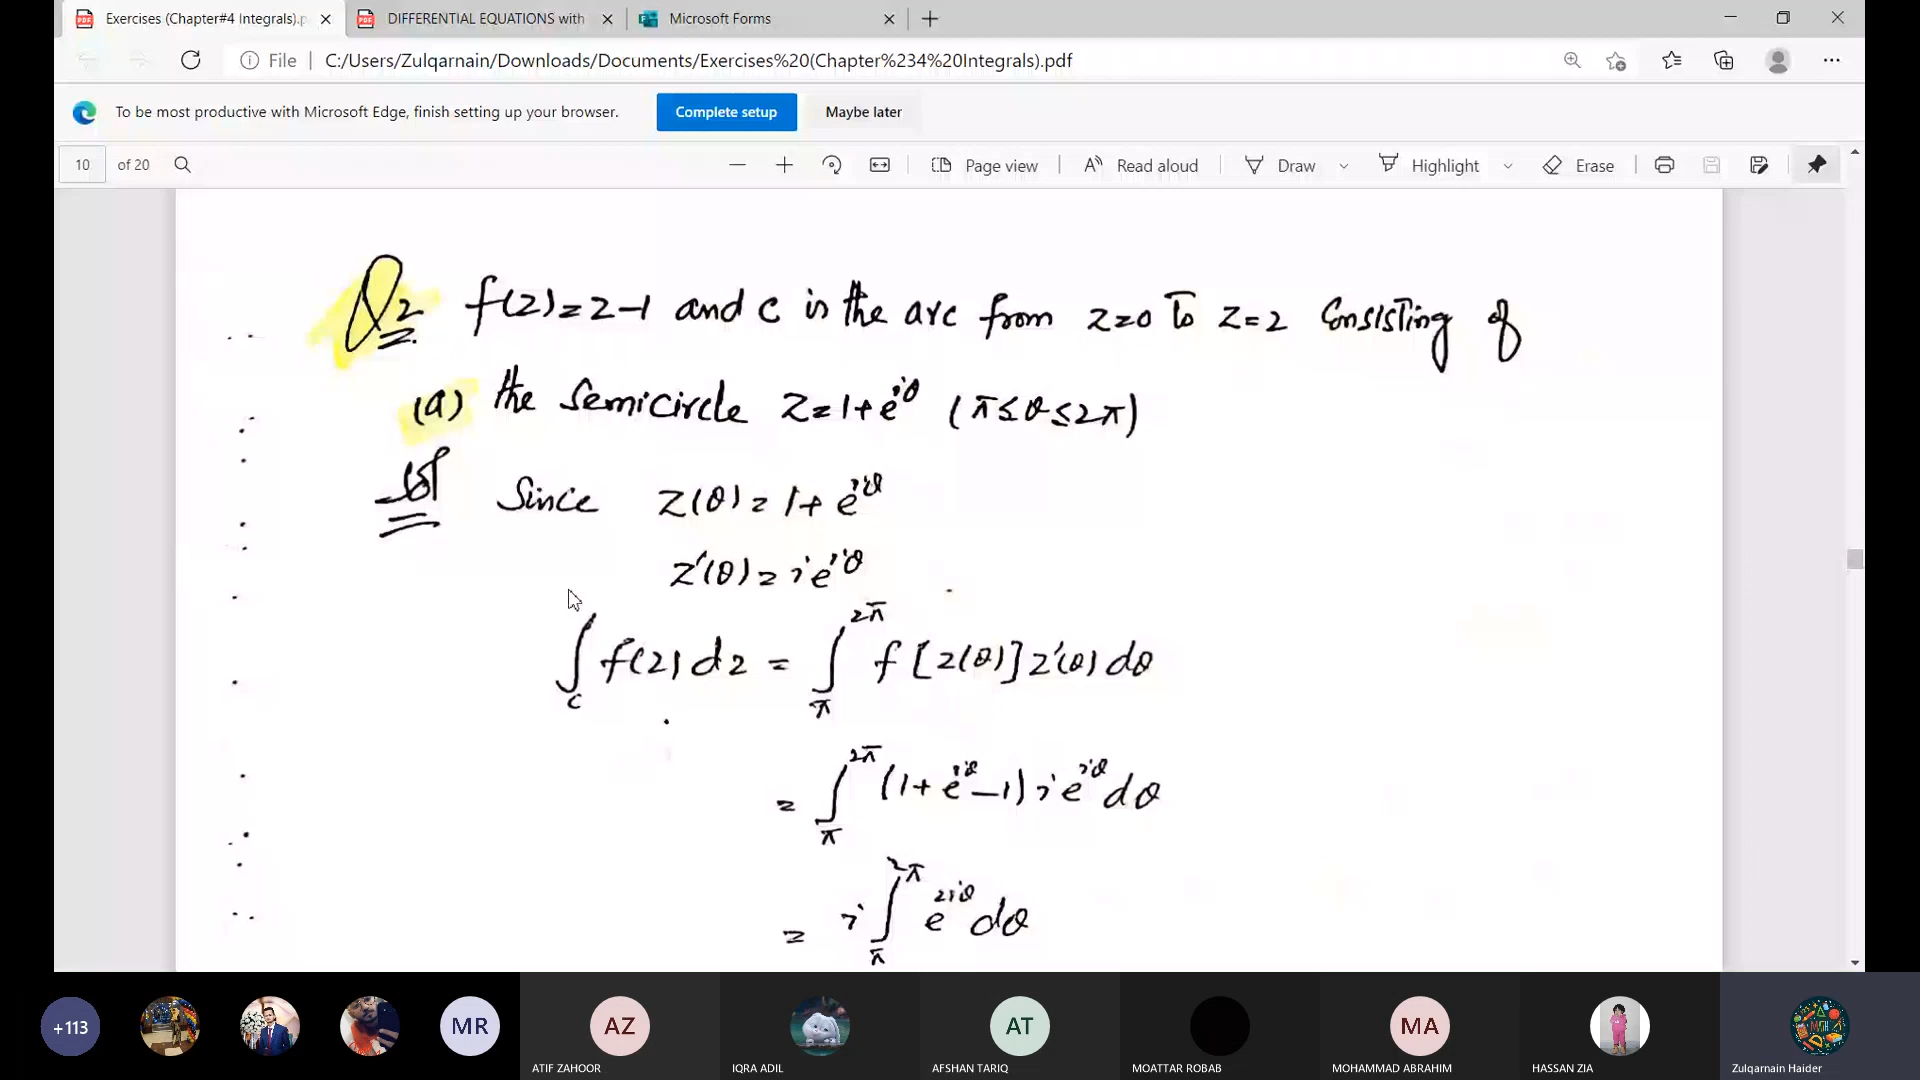 Exercises (Chapter#4 Integrals).p
DIFFERENTIAL EQUATIONS with
Microsoft Forms
File | C:/Users/Zulqarnain/Downloads/Documents/Exercises%20(Chapter%234%20Integrals).pdf
To be most productive with Microsoft Edge, finish setting up your browser. Complete setup Maybe later
10 of 20 Page view Read aloud Draw Highlight Erase
Q2 f(z)=z-1 and C is the arc from z=0 to z=2 Consisting of
(a) the semicircle z=1+e^{iθ} (π≤θ≤2π)
Sol Since z(θ)=1+e^{iθ}
z'(θ)=ie^{iθ}
∫_C f(z)dz = ∫_π^{2π} f[z(θ)]z'(θ)dθ
= ∫_π^{2π} (1+e^{iθ}-1)ie^{iθ}dθ
= i∫_π^{2π} e^{2iθ}dθ
+113 MR AZ AT MA
ATIF ZAHOOR IQRA ADIL AFSHAN TARIQ MOATTAR ROBAB MOHAMMAD ABRAHIM HASSAN ZIA Zulqarnain Haider